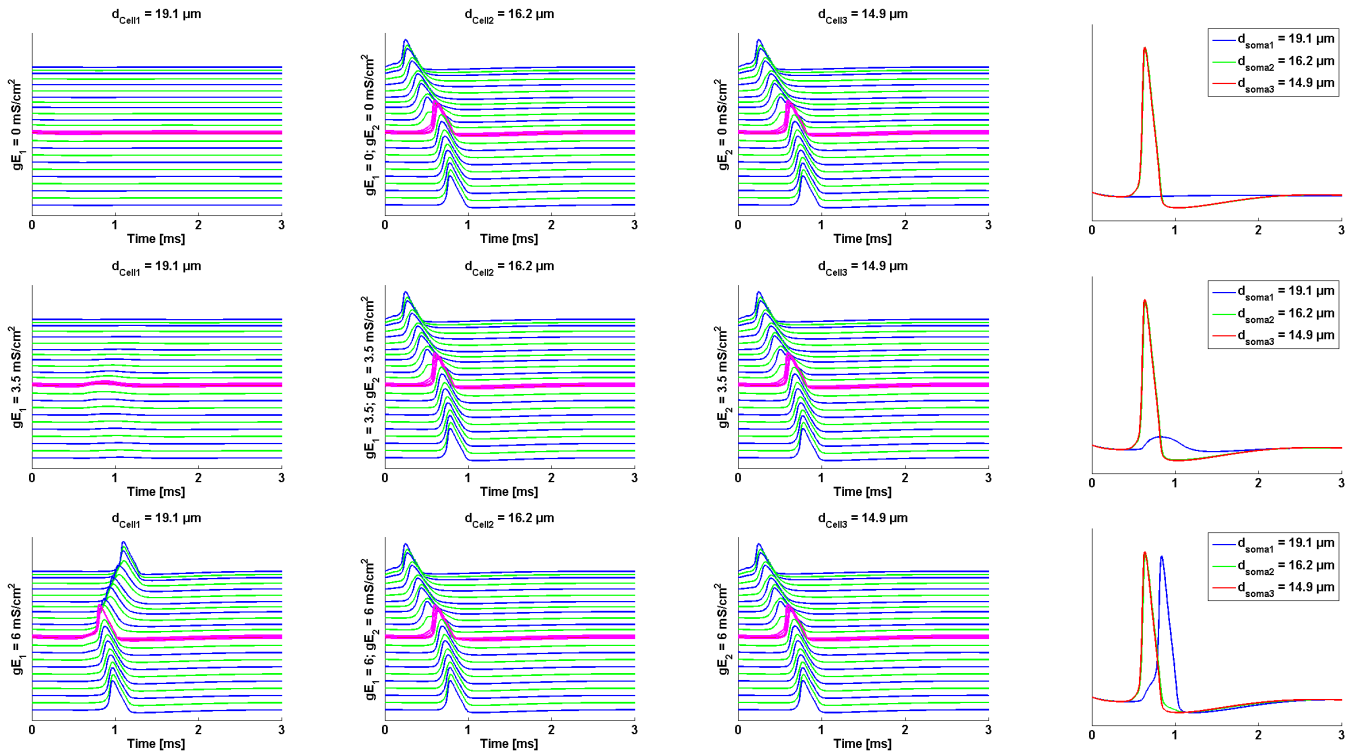 d_Cell1 = 19.1 µm
d_Cell2 = 16.2 µm
d_Cell3 = 14.9 µm
gE_1 = 0 mS/cm^2
gE_1 = 0; gE_2 = 0 mS/cm^2
gE_2 = 0 mS/cm^2
d_soma1 = 19.1 µm
d_soma2 = 16.2 µm
d_soma3 = 14.9 µm
0 1 2 3
0 1 2 3
0 1 2 3
0 1 2 3
Time [ms]
Time [ms]
Time [ms]
d_Cell1 = 19.1 µm
d_Cell2 = 16.2 µm
d_Cell3 = 14.9 µm
gE_1 = 3.5 mS/cm^2
gE_1 = 3.5; gE_2 = 3.5 mS/cm^2
gE_2 = 3.5 mS/cm^2
d_soma1 = 19.1 µm
d_soma2 = 16.2 µm
d_soma3 = 14.9 µm
0 1 2 3
0 1 2 3
0 1 2 3
0 1 2 3
Time [ms]
Time [ms]
Time [ms]
d_Cell1 = 19.1 µm
d_Cell2 = 16.2 µm
d_Cell3 = 14.9 µm
gE_1 = 6 mS/cm^2
gE_1 = 6; gE_2 = 6 mS/cm^2
gE_2 = 6 mS/cm^2
d_soma1 = 19.1 µm
d_soma2 = 16.2 µm
d_soma3 = 14.9 µm
0 1 2 3
0 1 2 3
0 1 2 3
0 1 2 3
Time [ms]
Time [ms]
Time [ms]